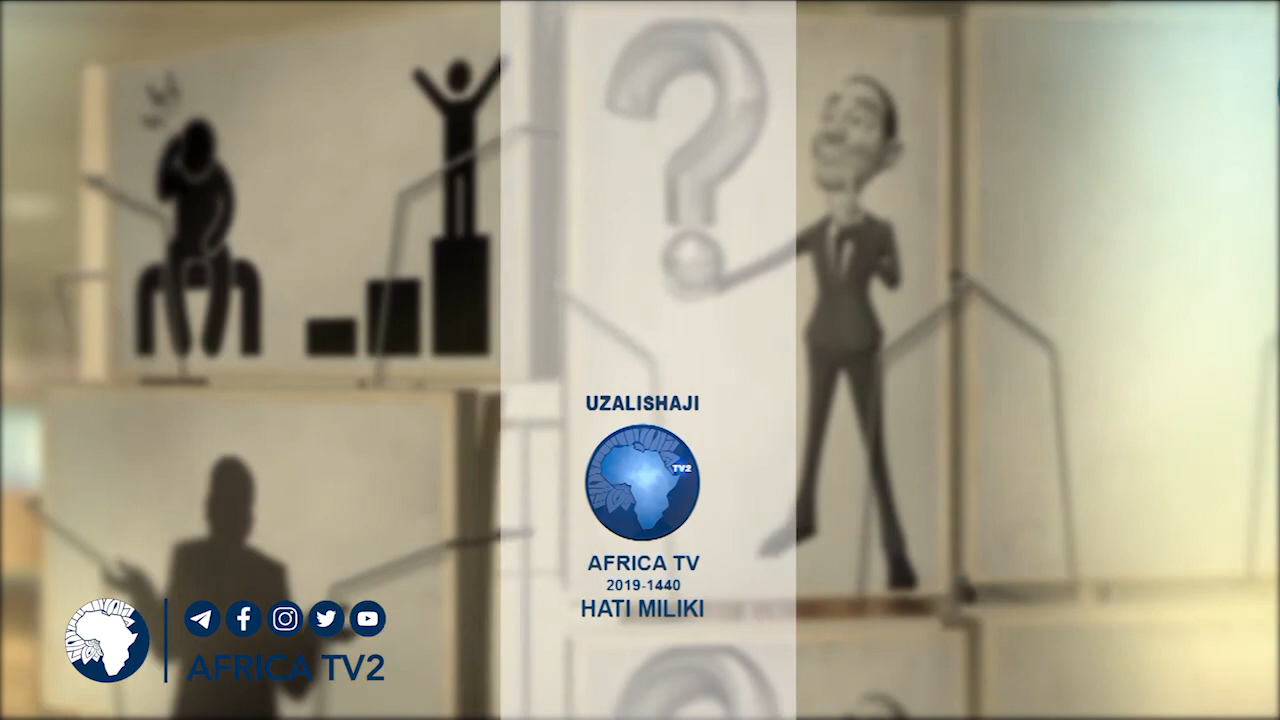 UZALISHAJI
TV2
AFRICA TV
2019-1440
HATI MILIKI
AFRICA TV2